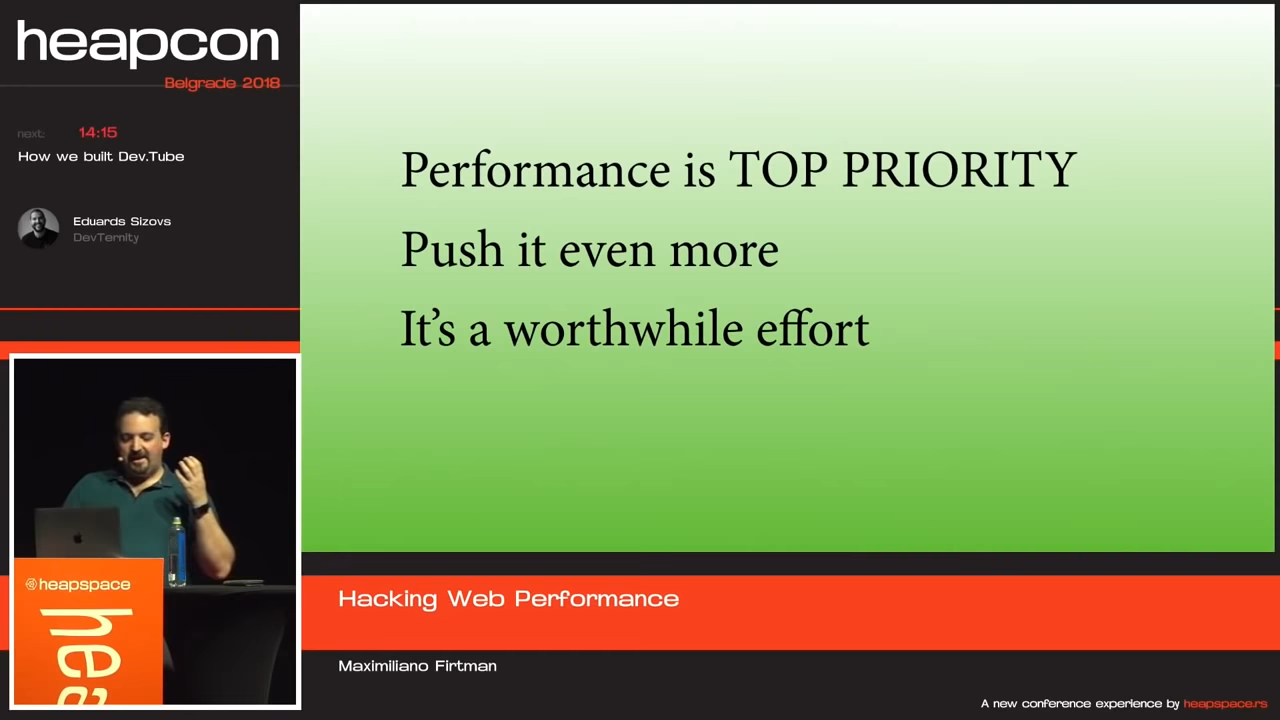 heapcon
Belgrade 2018
next: 14:15
How we built Dev.Tube
Eduards Sizovs
DevTernity
Performance is TOP PRIORITY
Push it even more
It's a worthwhile effort
heapspace
hea
Hacking Web Performance
Maximiliano Firtman
A new conference experience by heapspace.rs